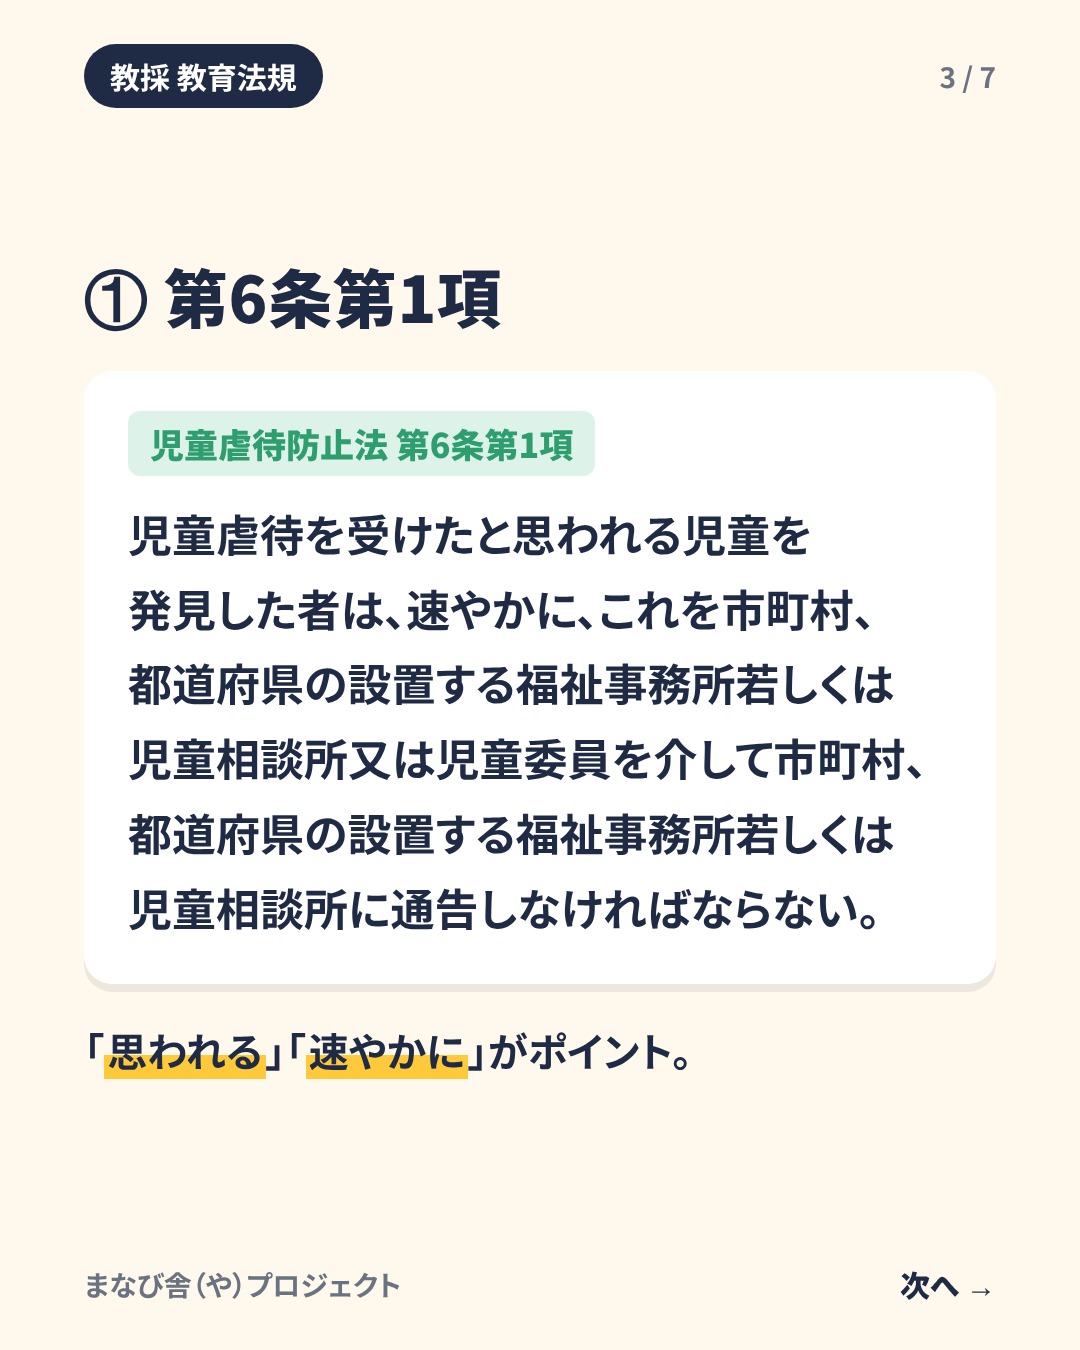 教採 教育法規
3 / 7
① 第6条第1項
児童虐待防止法 第6条第1項
児童虐待を受けたと思われる児童を
発見した者は、速やかに、これを市町村、
都道府県の設置する福祉事務所若しくは
児童相談所又は児童委員を介して市町村、
都道府県の設置する福祉事務所若しくは
児童相談所に通告しなければならない。
「思われる」「速やかに」がポイント。
まなび舎（や）プロジェクト
次へ →